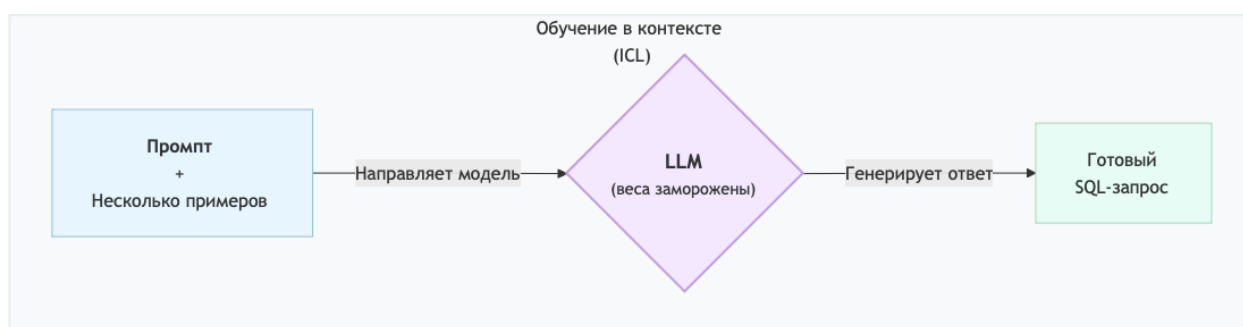 Обучение в контексте
(ICL)
Промпт
+
Несколько примеров
Направляет модель
LLM
(веса заморожены)
Генерирует ответ
Готовый
SQL-запрос